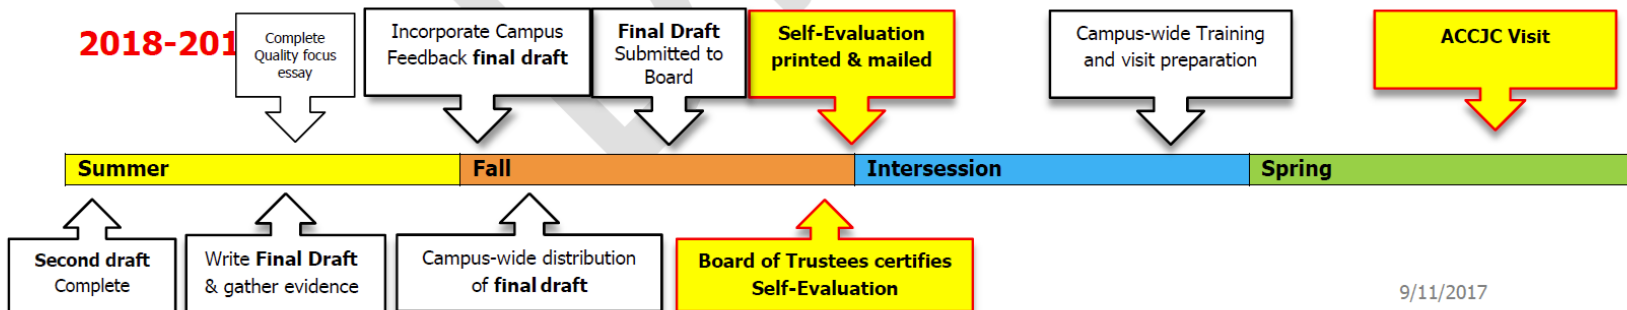 2018-201
Complete
Quality focus
essay
Incorporate Campus
Feedback final draft
Final Draft
Submitted to
Board
Self-Evaluation
printed & mailed
Campus-wide Training
and visit preparation
ACCJC Visit
Summer
Fall
Intersession
Spring
Second draft
Complete
Write Final Draft
& gather evidence
Campus-wide distribution
of final draft
Board of Trustees certifies
Self-Evaluation
9/11/2017